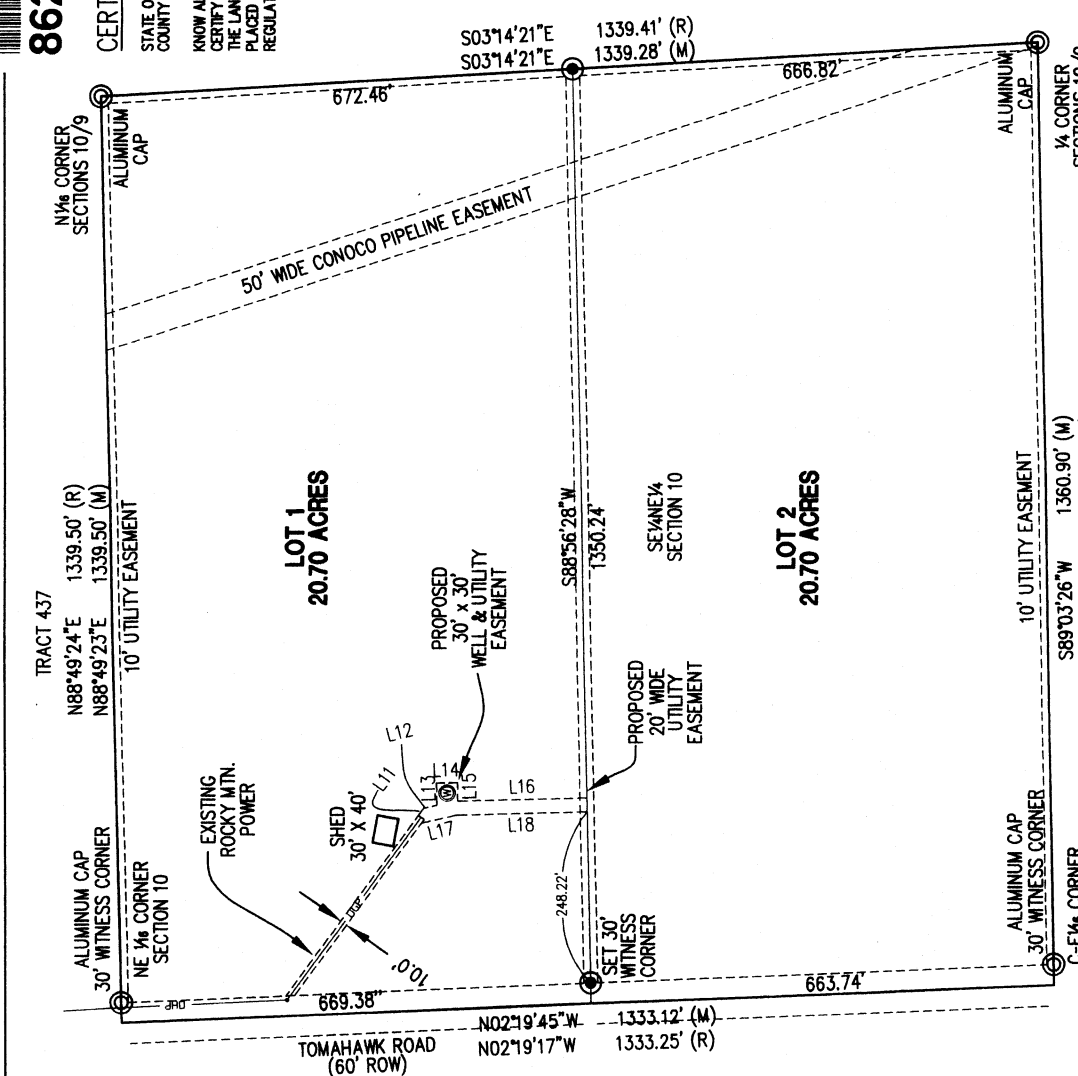 862
CERT
STATE O
COUNTY
KNOW A
CERTIFY
THE LAN
PLACED
REGULAT
S03°14'21"E 1339.41' (R)
S03°14'21"E 1339.28' (M)
672.46'
666.82'
N1/16 CORNER
SECTIONS 10/9
ALUMINUM
CAP
ALUMINUM
CAP
1/4 CORNER
50' WIDE CONOCO PIPELINE EASEMENT
TRACT 437
N88°49'24"E 1339.50' (R)
N88°49'23"E 1339.50' (M)
10' UTILITY EASEMENT
LOT 1
20.70 ACRES
S88°56'28"W
1350.24'
SE1/4NE1/4
SECTION 10
LOT 2
20.70 ACRES
10' UTILITY EASEMENT
S89°03'26"W 1360.90' (M)
PROPOSED
30' x 30'
WELL & UTILITY
EASEMENT
PROPOSED
20' WIDE
UTILITY
EASEMENT
EXISTING
ROCKY MTN.
POWER
SHED
30' X 40'
L11
L12
L13
L14
L15
L16
L17
L18
W
UGP
10.0'
248.22'
ALUMINUM CAP
30' WITNESS CORNER
NE 1/16 CORNER
SECTION 10
OHP
SET 30'
WITNESS
CORNER
ALUMINUM CAP
30' WITNESS CORNER
C-E1/16 CORNER
669.38"
663.74'
N02°19'45"W 1333.12' (M)
N02°19'17"W 1333.25' (R)
TOMAHAWK ROAD
(60' ROW)